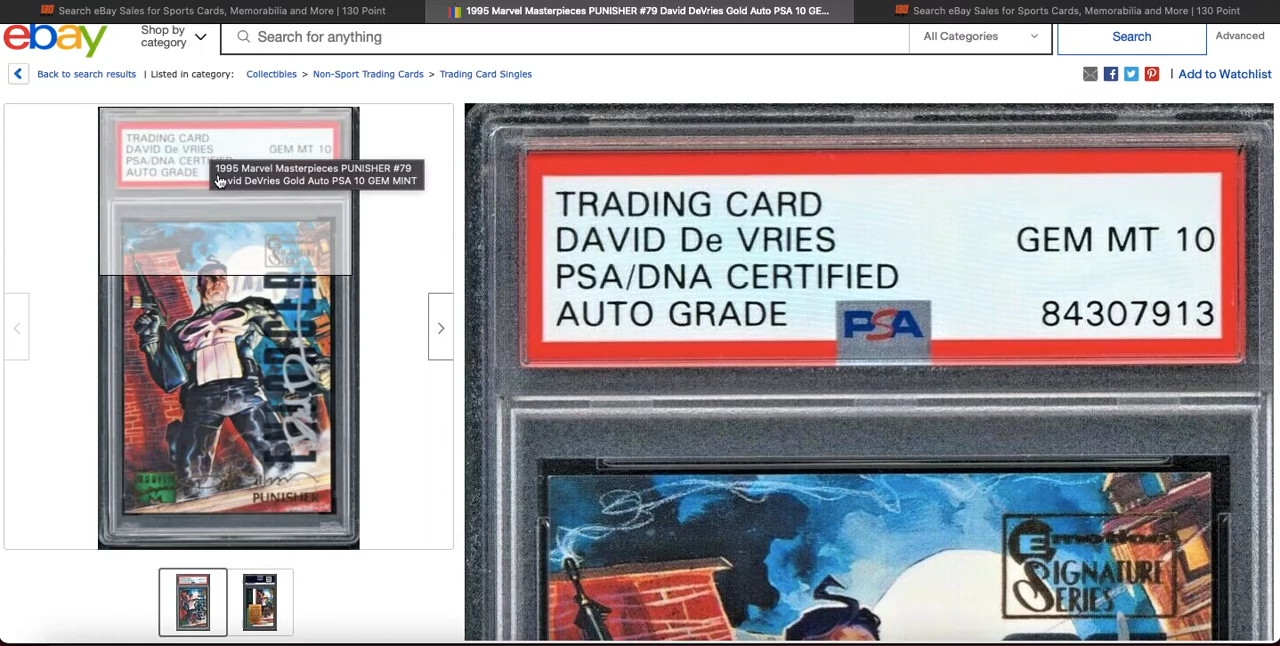 Search eBay Sales for Sports Cards, Memorabilia and More | 130 Point
1995 Marvel Masterpieces PUNISHER #79 David DeVries Gold Auto PSA 10 GE...
Search eBay Sales for Sports Cards, Memorabilia and More | 130 Point
ebay
Shop by
category
Search for anything
All Categories
Search
Advanced
Back to search results | Listed in category: Collectibles > Non-Sport Trading Cards > Trading Card Singles
| Add to Watchlist
TRADING CARD
DAVID De VRIES GEM MT 10
PSA/DNA CERTIFIED
AUTO GRADE
1995 Marvel Masterpieces PUNISHER #79
David DeVries Gold Auto PSA 10 GEM MINT
PUNISHER
TRADING CARD
DAVID De VRIES GEM MT 10
PSA/DNA CERTIFIED
AUTO GRADE 84307913
PSA
Emotion
SIGNATURE
SERIES